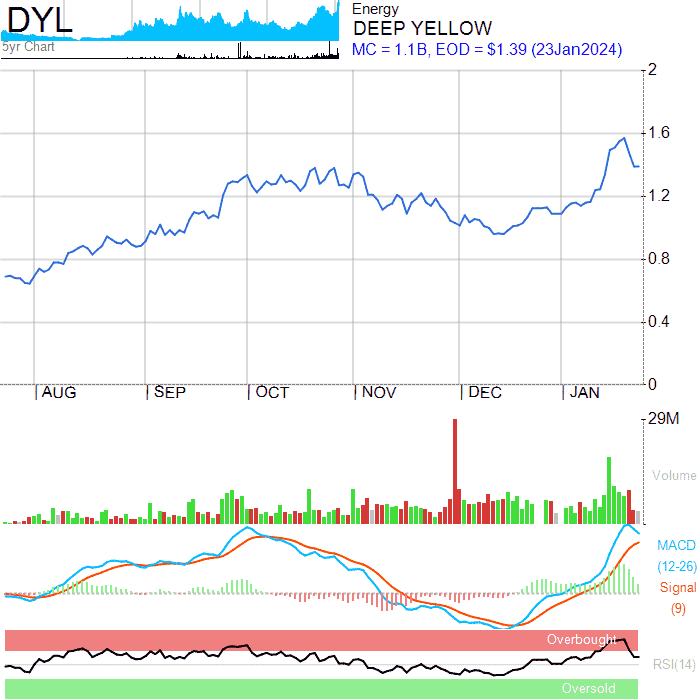 DYL
5yr Chart
Energy
DEEP YELLOW
MC = 1.1B, EOD = $1.39 (23Jan2024)
2
1.6
1.2
0.8
0.4
0
AUG
SEP
OCT
NOV
DEC
JAN
29M
Volume
MACD
(12-26)
Signal
(9)
Overbought
RSI(14)
Oversold